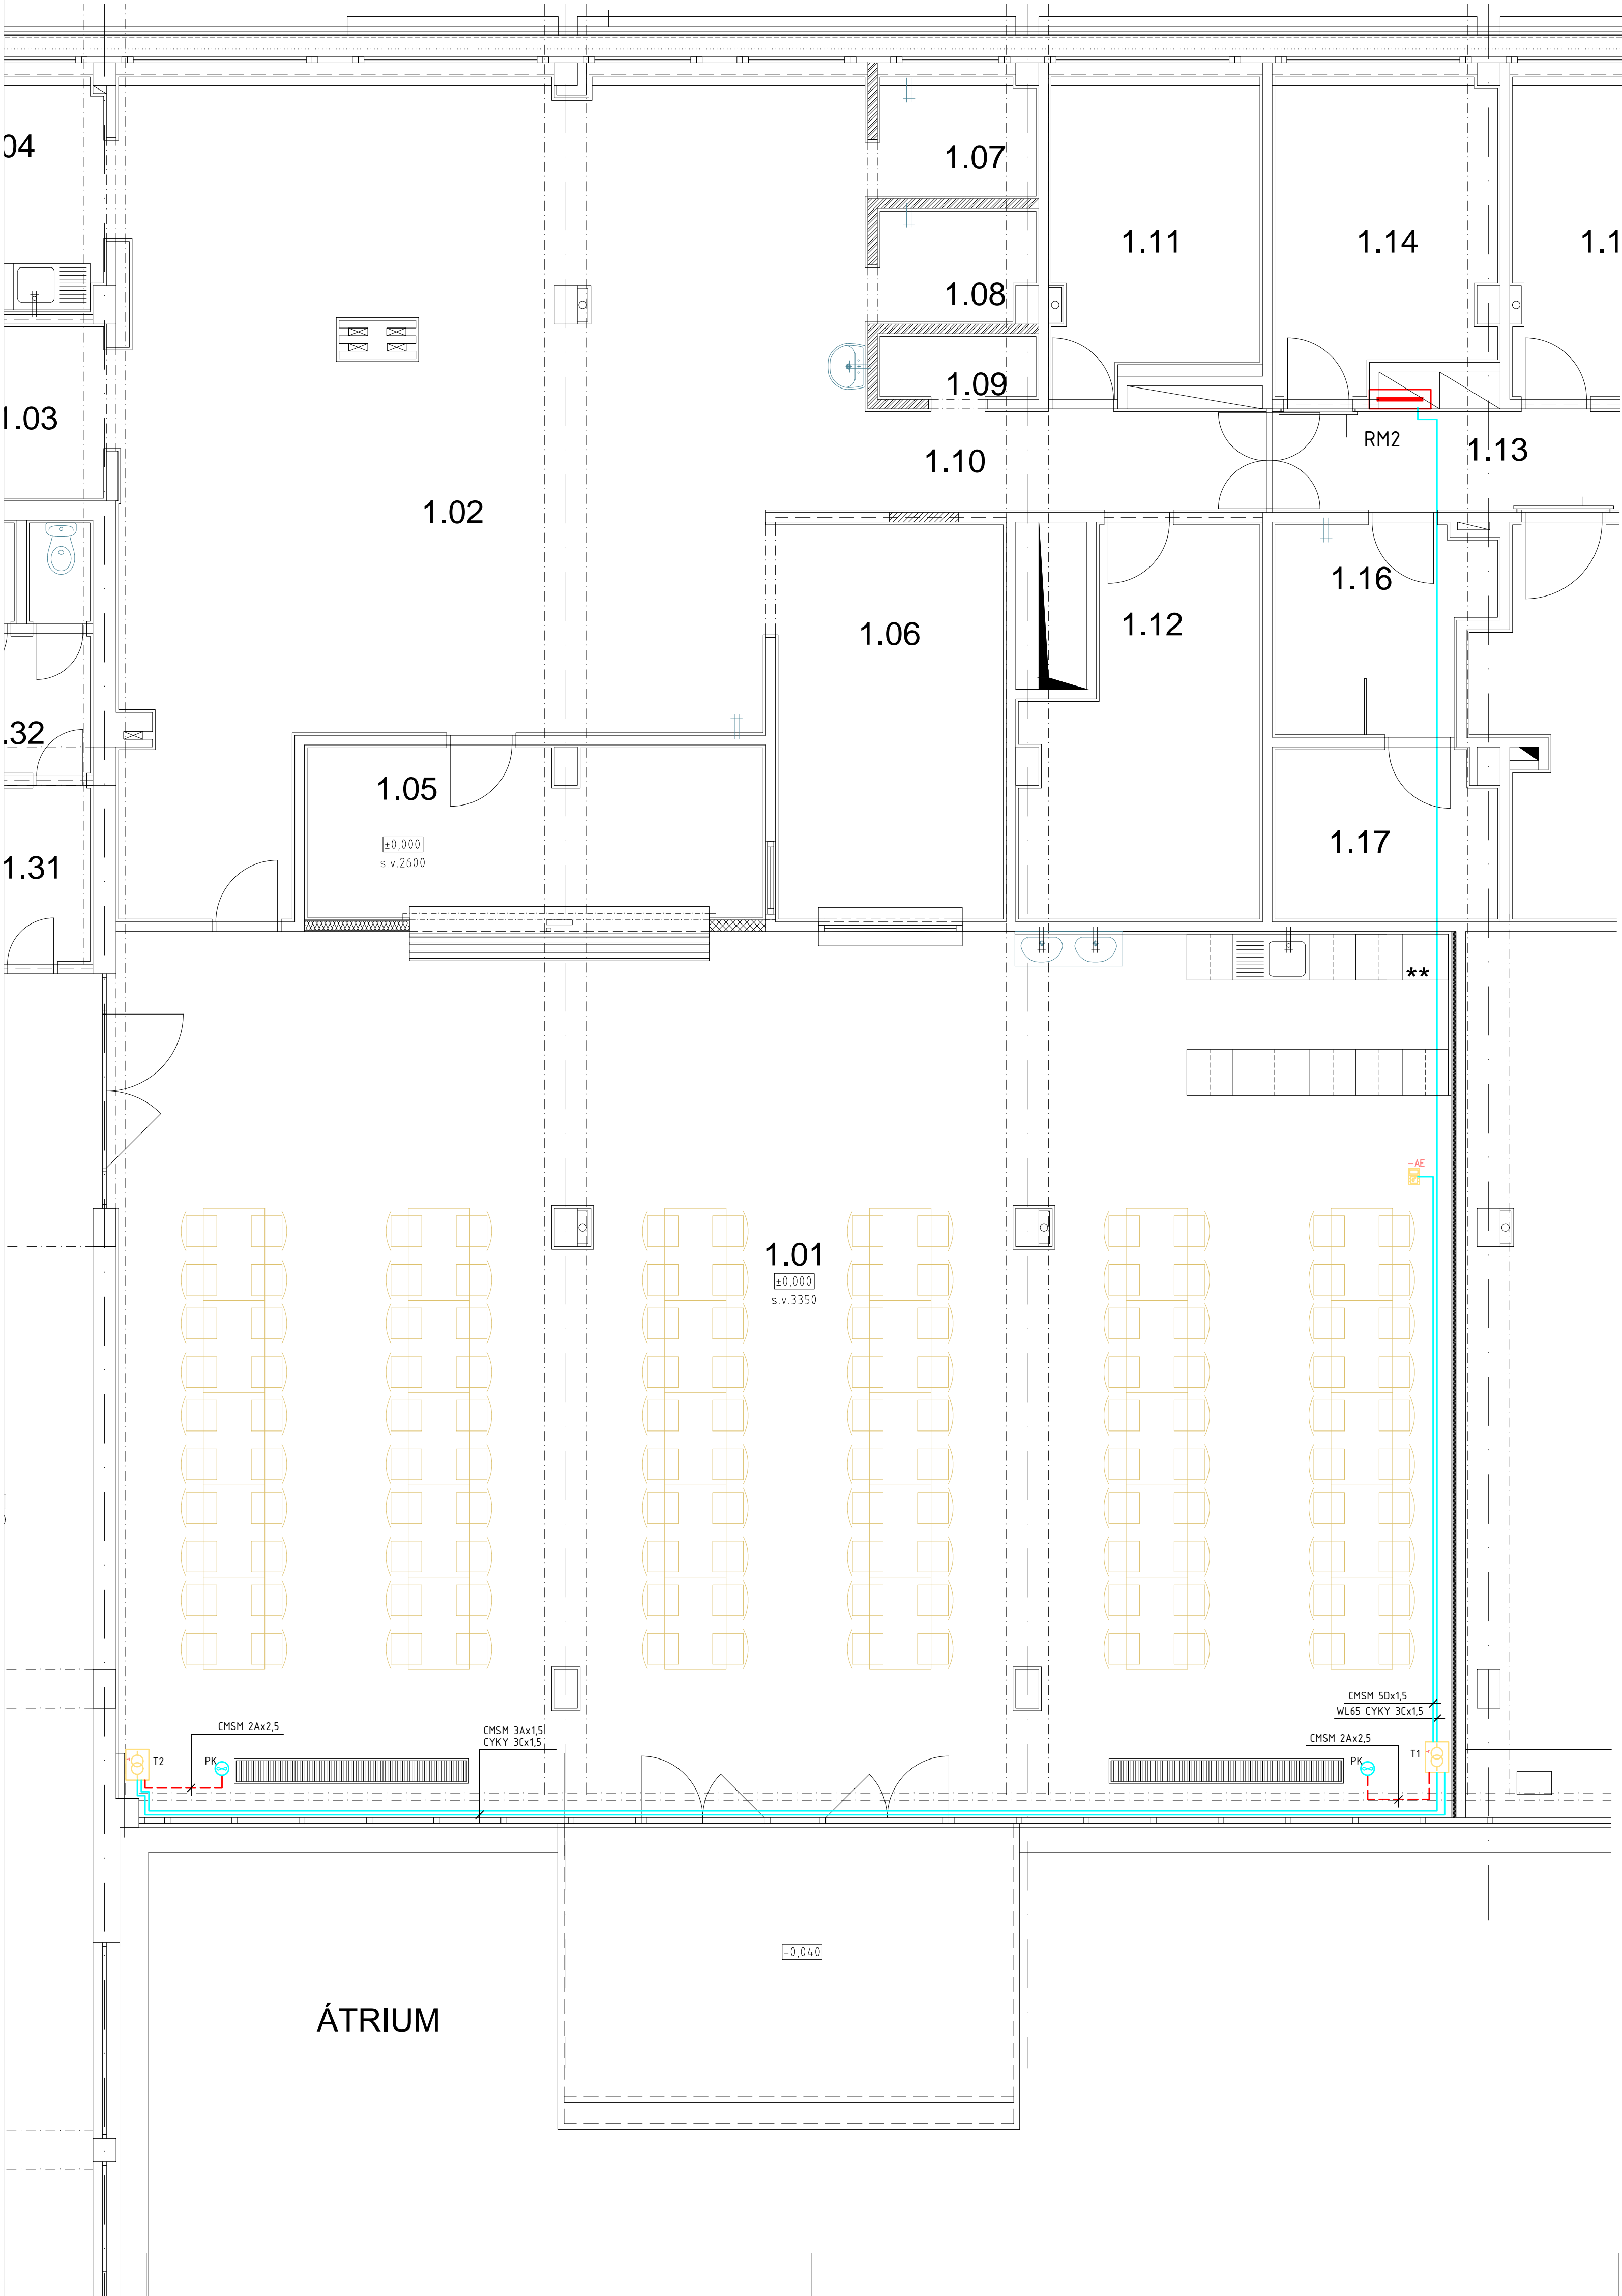 04
1.07
1.11
1.14
1.1
1.08
1.09
1.03
RM2
1.13
1.10
1.02
1.16
1.12
1.06
.32
1.05
±0,000
s.v.2600
1.17
1.31
**
-AE
1.01
±0,000
s.v.3350
CMSM 5Dx1,5
WL65 CYKY 3Cx1,5
CMSM 2Ax2,5
CMSM 3Ax1,5
CYKY 3Cx1,5
CMSM 2Ax2,5
T2
PK
PK
T1
-0,040
ÁTRIUM